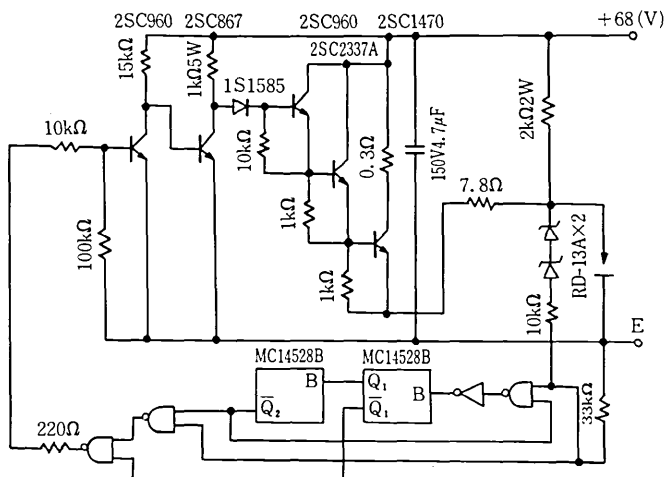 2SC960
2SC867
2SC960
2SC1470
2SC2337A
+68(V)
15kΩ
1kΩ5W
1S1585
10kΩ
10kΩ
0.3Ω
150V4.7μF
2kΩ2W
7.8Ω
1kΩ
100kΩ
1kΩ
RD-13A×2
10kΩ
E
MC14528B
MC14528B
B
Q₁
Q̄₂
Q̄₁
B
33kΩ
220Ω